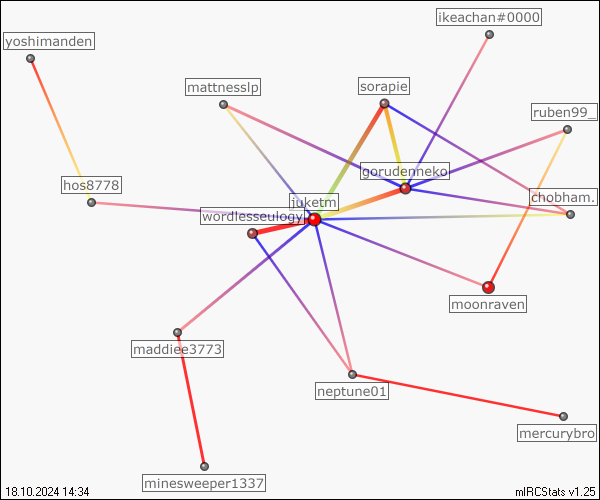 ikeachan#0000
yoshimanden
mattnesslp
sorapie
ruben99_
gorudenneko
hos8778
chobham.
juketm
wordlesseulogy
moonraven
maddiee3773
neptune01
mercurybro
minesweeper1337
18.10.2024 14:34
mIRCStats v1.25